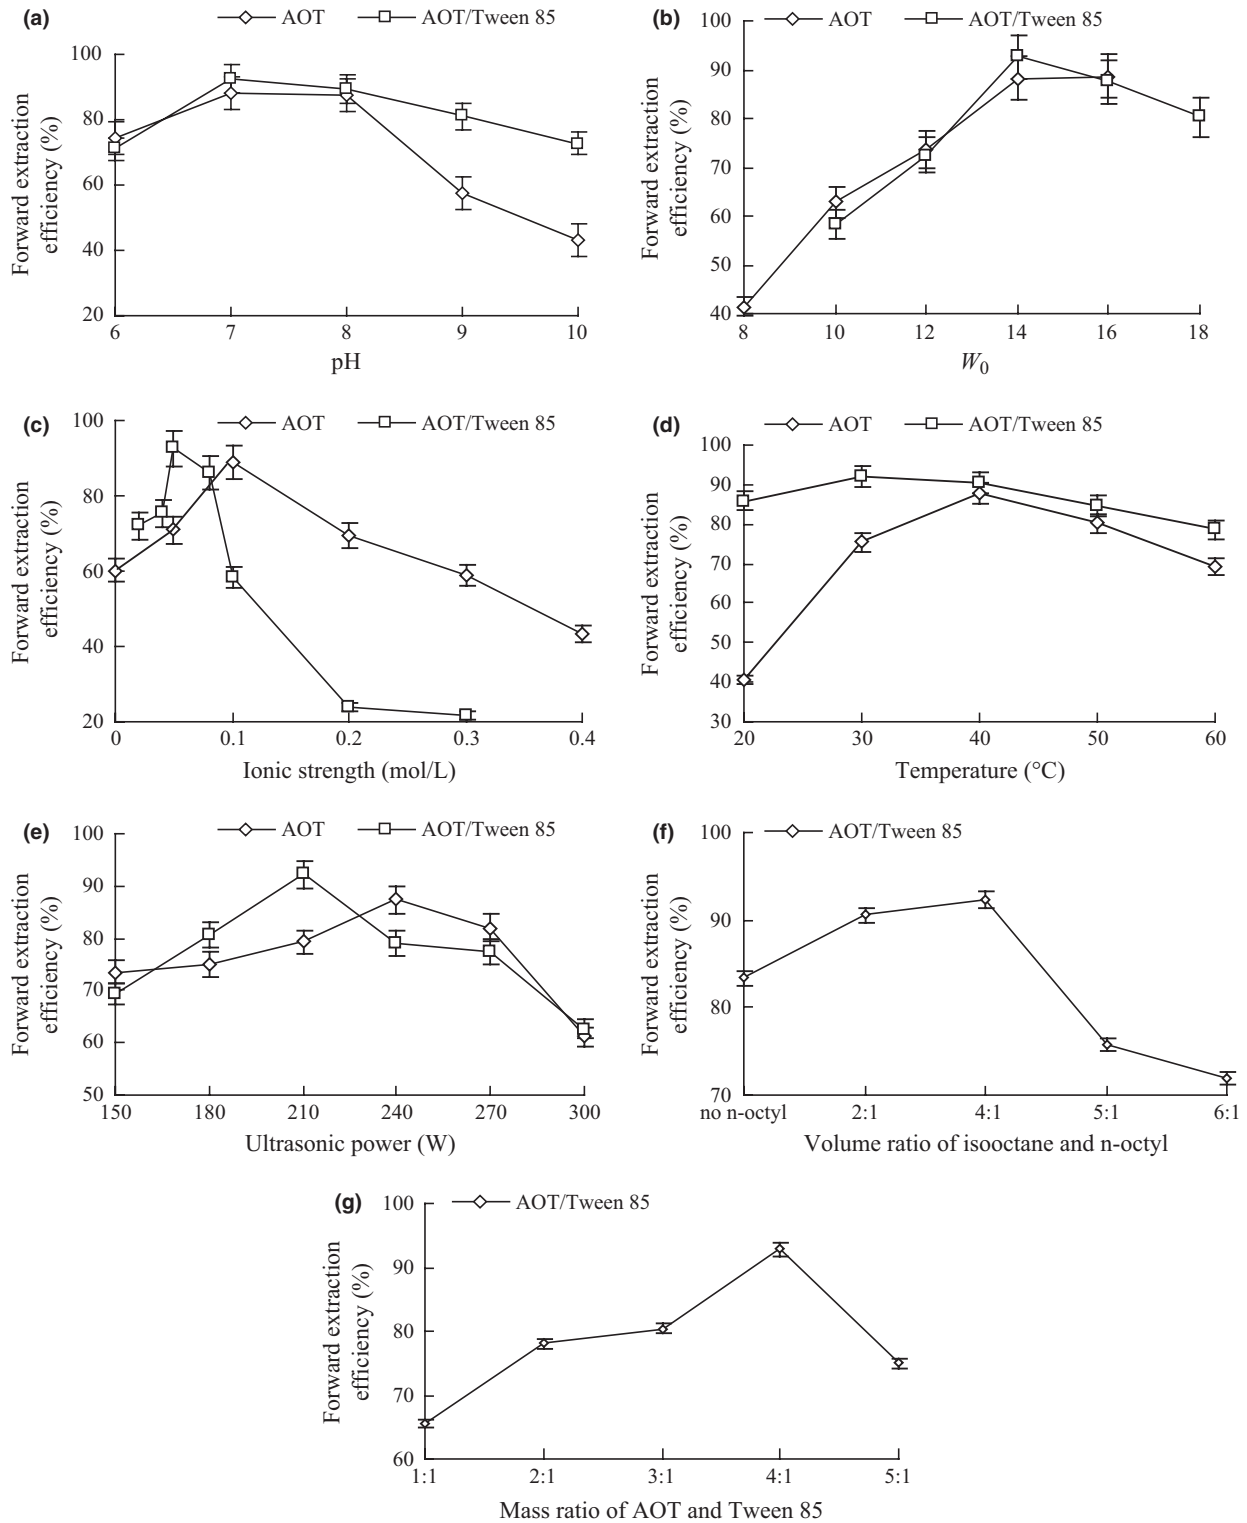 (a)
AOT
AOT/Tween 85
100
80
60
40
20
6
7
8
9
10
pH
Forward extraction
efficiency (%)
(b)
AOT
AOT/Tween 85
100
90
80
70
60
50
40
8
10
12
14
16
18
W0
Forward extraction
efficiency (%)
(c)
AOT
AOT/Tween 85
100
80
60
40
20
0
0.1
0.2
0.3
0.4
Ionic strength (mol/L)
Forward extraction
efficiency (%)
(d)
AOT
AOT/Tween 85
100
90
80
70
60
50
40
30
20
30
40
50
60
Temperature (°C)
Forward extraction
efficiency (%)
(e)
AOT
AOT/Tween 85
100
90
80
70
60
50
150
180
210
240
270
300
Ultrasonic power (W)
Forward extraction
efficiency (%)
(f)
AOT/Tween 85
100
90
80
70
no n-octyl
2:1
4:1
5:1
6:1
Volume ratio of isooctane and n-octyl
Forward extraction
efficiency (%)
(g)
AOT/Tween 85
100
90
80
70
60
1:1
2:1
3:1
4:1
5:1
Mass ratio of AOT and Tween 85
Forward extraction
efficiency (%)